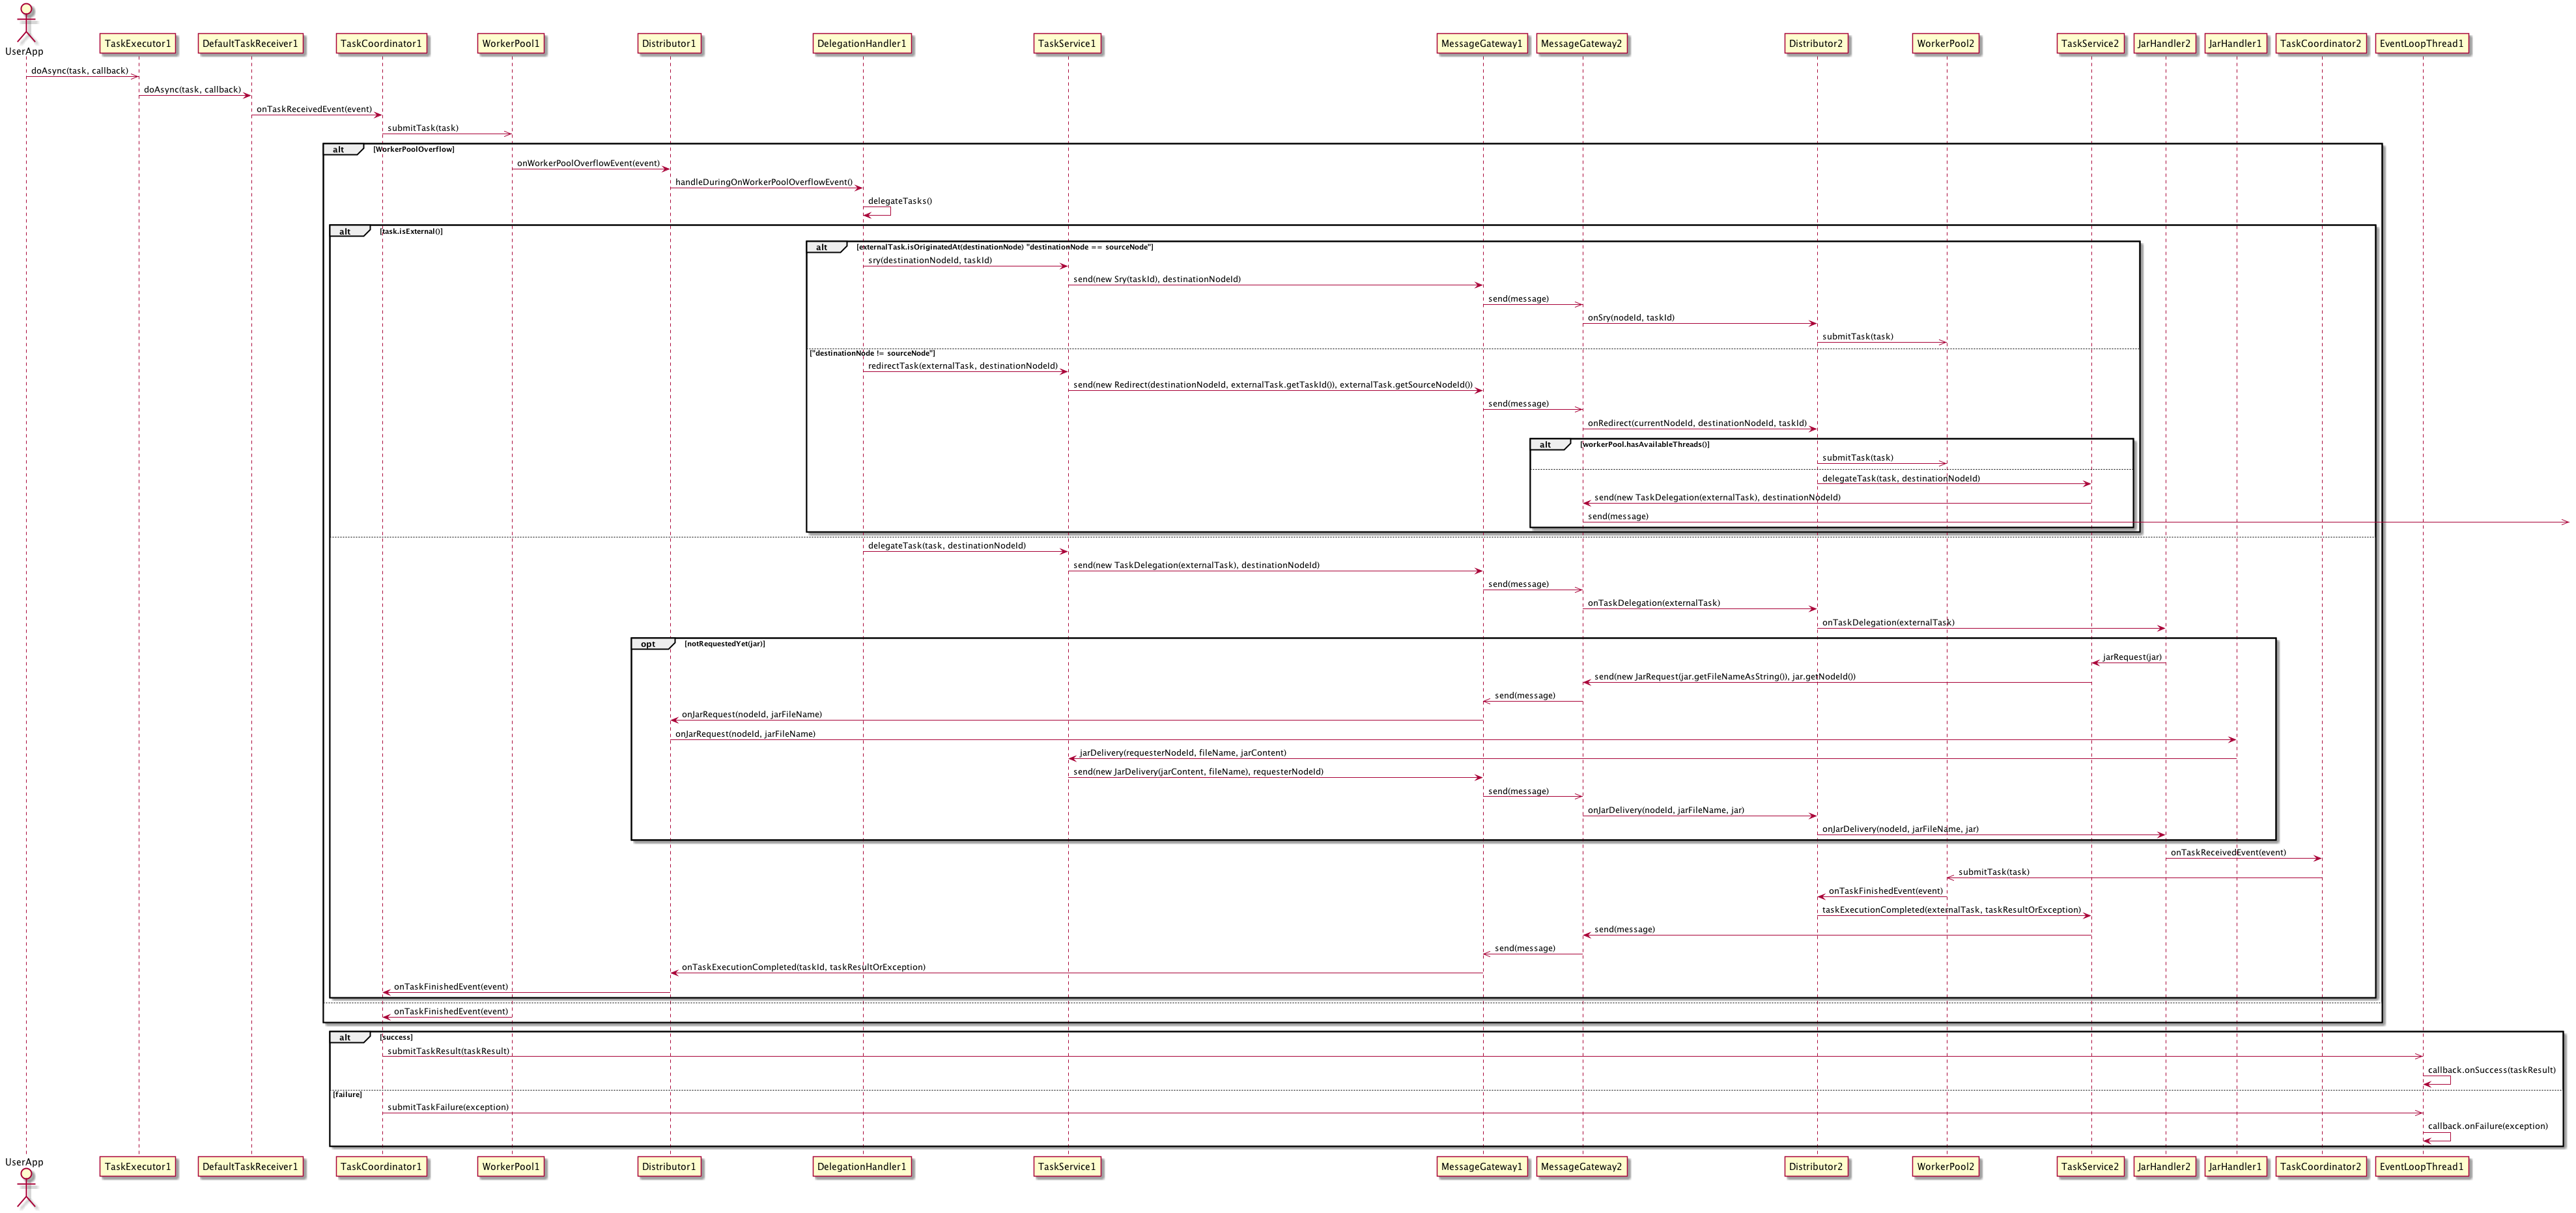 UserApp
TaskExecutor1
DefaultTaskReceiver1
TaskCoordinator1
WorkerPool1
Distributor1
DelegationHandler1
TaskService1
MessageGateway1
MessageGateway2
Distributor2
WorkerPool2
TaskService2
JarHandler2
JarHandler1
TaskCoordinator2
EventLoopThread1
doAsync(task, callback)
doAsync(task, callback)
onTaskReceivedEvent(event)
submitTask(task)
alt [WorkerPoolOverflow]
onWorkerPoolOverflowEvent(event)
handleDuringOnWorkerPoolOverflowEvent()
delegateTasks()
alt [task.isExternal()]
alt [externalTask.isOriginatedAt(destinationNode) "destinationNode == sourceNode"]
sry(destinationNodeId, taskId)
send(new Sry(taskId), destinationNodeId)
send(message)
onSry(nodeId, taskId)
submitTask(task)
["destinationNode != sourceNode"]
redirectTask(externalTask, destinationNodeId)
send(new Redirect(destinationNodeId, externalTask.getTaskId()), externalTask.getSourceNodeId())
send(message)
onRedirect(currentNodeId, destinationNodeId, taskId)
alt [workerPool.hasAvailableThreads()]
submitTask(task)
delegateTask(task, destinationNodeId)
send(new TaskDelegation(externalTask), destinationNodeId)
send(message)
delegateTask(task, destinationNodeId)
send(new TaskDelegation(externalTask), destinationNodeId)
send(message)
onTaskDelegation(externalTask)
onTaskDelegation(externalTask)
opt [notRequestedYet(jar)]
jarRequest(jar)
send(new JarRequest(jar.getFileNameAsString()), jar.getNodeId())
send(message)
onJarRequest(nodeId, jarFileName)
onJarRequest(nodeId, jarFileName)
jarDelivery(requesterNodeId, fileName, jarContent)
send(new JarDelivery(jarContent, fileName), requesterNodeId)
send(message)
onJarDelivery(nodeId, jarFileName, jar)
onJarDelivery(nodeId, jarFileName, jar)
onTaskReceivedEvent(event)
submitTask(task)
onTaskFinishedEvent(event)
taskExecutionCompleted(externalTask, taskResultOrException)
send(message)
send(message)
onTaskExecutionCompleted(taskId, taskResultOrException)
onTaskFinishedEvent(event)
onTaskFinishedEvent(event)
alt [success]
submitTaskResult(taskResult)
callback.onSuccess(taskResult)
[failure]
submitTaskFailure(exception)
callback.onFailure(exception)
UserApp
TaskExecutor1
DefaultTaskReceiver1
TaskCoordinator1
WorkerPool1
Distributor1
DelegationHandler1
TaskService1
MessageGateway1
MessageGateway2
Distributor2
WorkerPool2
TaskService2
JarHandler2
JarHandler1
TaskCoordinator2
EventLoopThread1